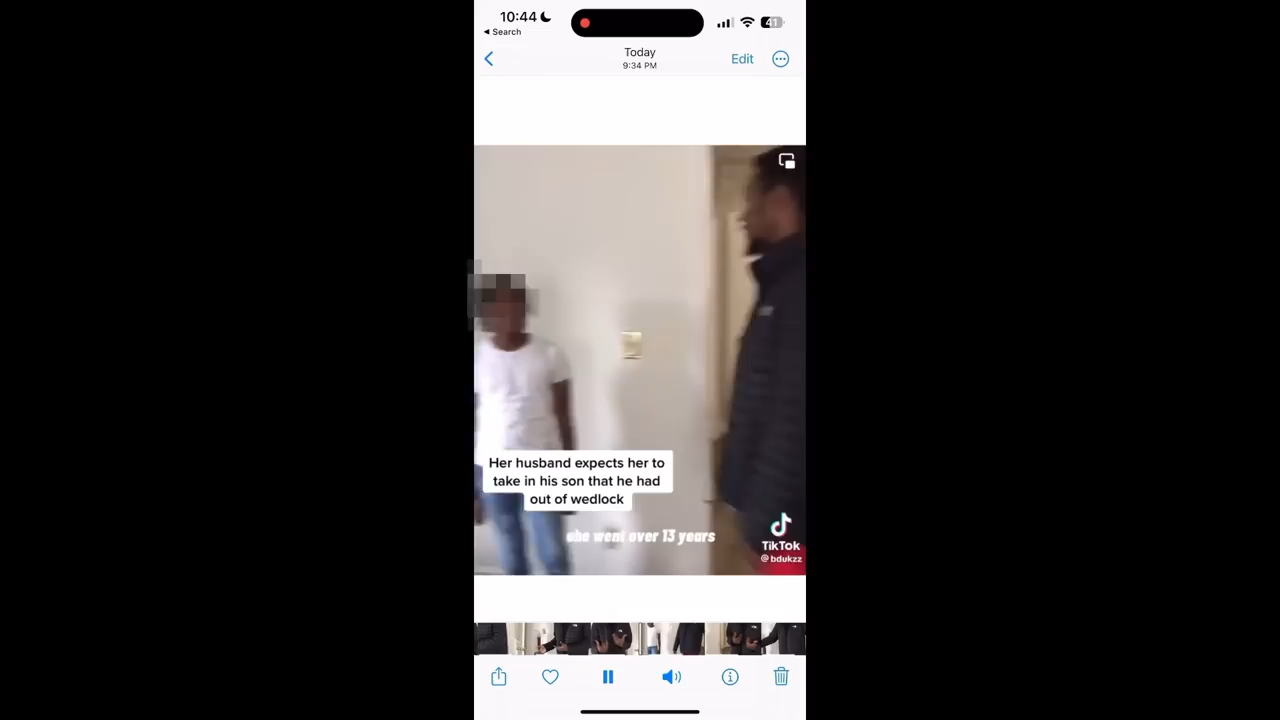 10:44
41
Search
Today
9:34 PM
Edit
Her husband expects her to
take in his son that he had
out of wedlock
she went over 13 years
TikTok
@bdukzz